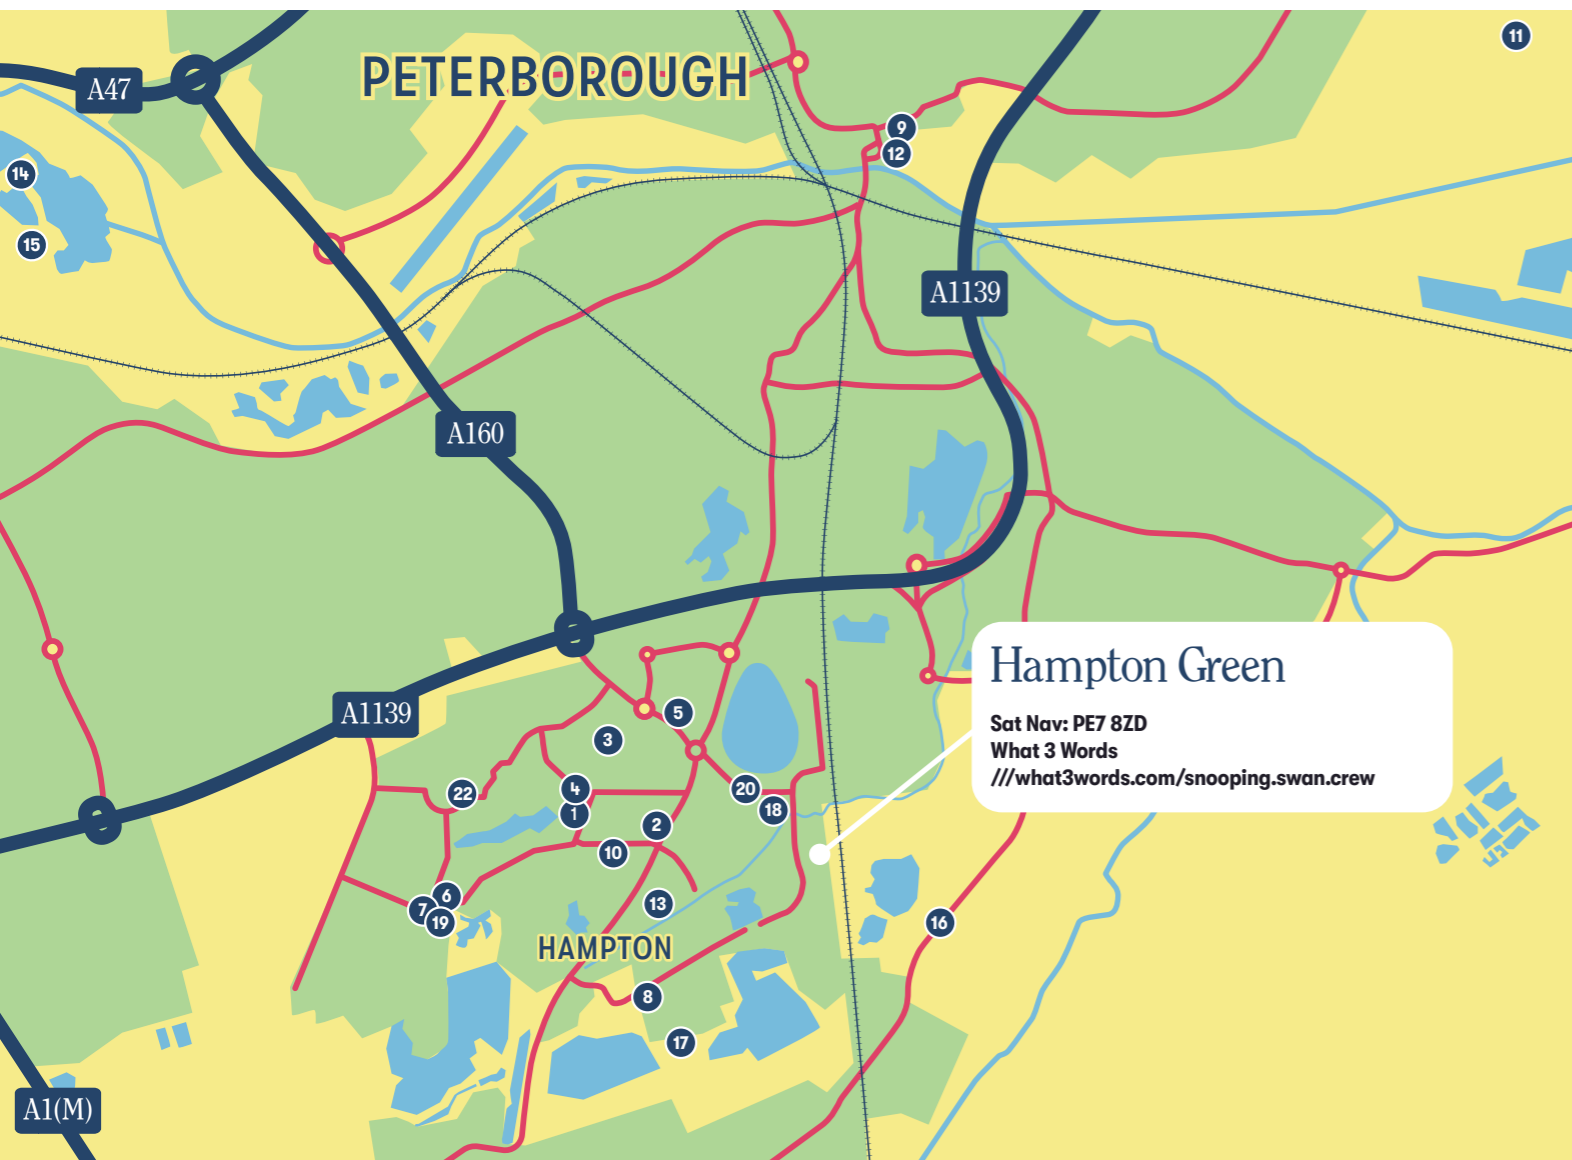 11
PETERBOROUGH
A47
9
12
14
15
A1139
A160
Hampton Green
Sat Nav: PE7 8ZD
What 3 Words
///what3words.com/snooping.swan.crew
A1139
5
3
22
4
20
1
18
2
10
6
7
19
13
16
HAMPTON
8
17
A1(M)